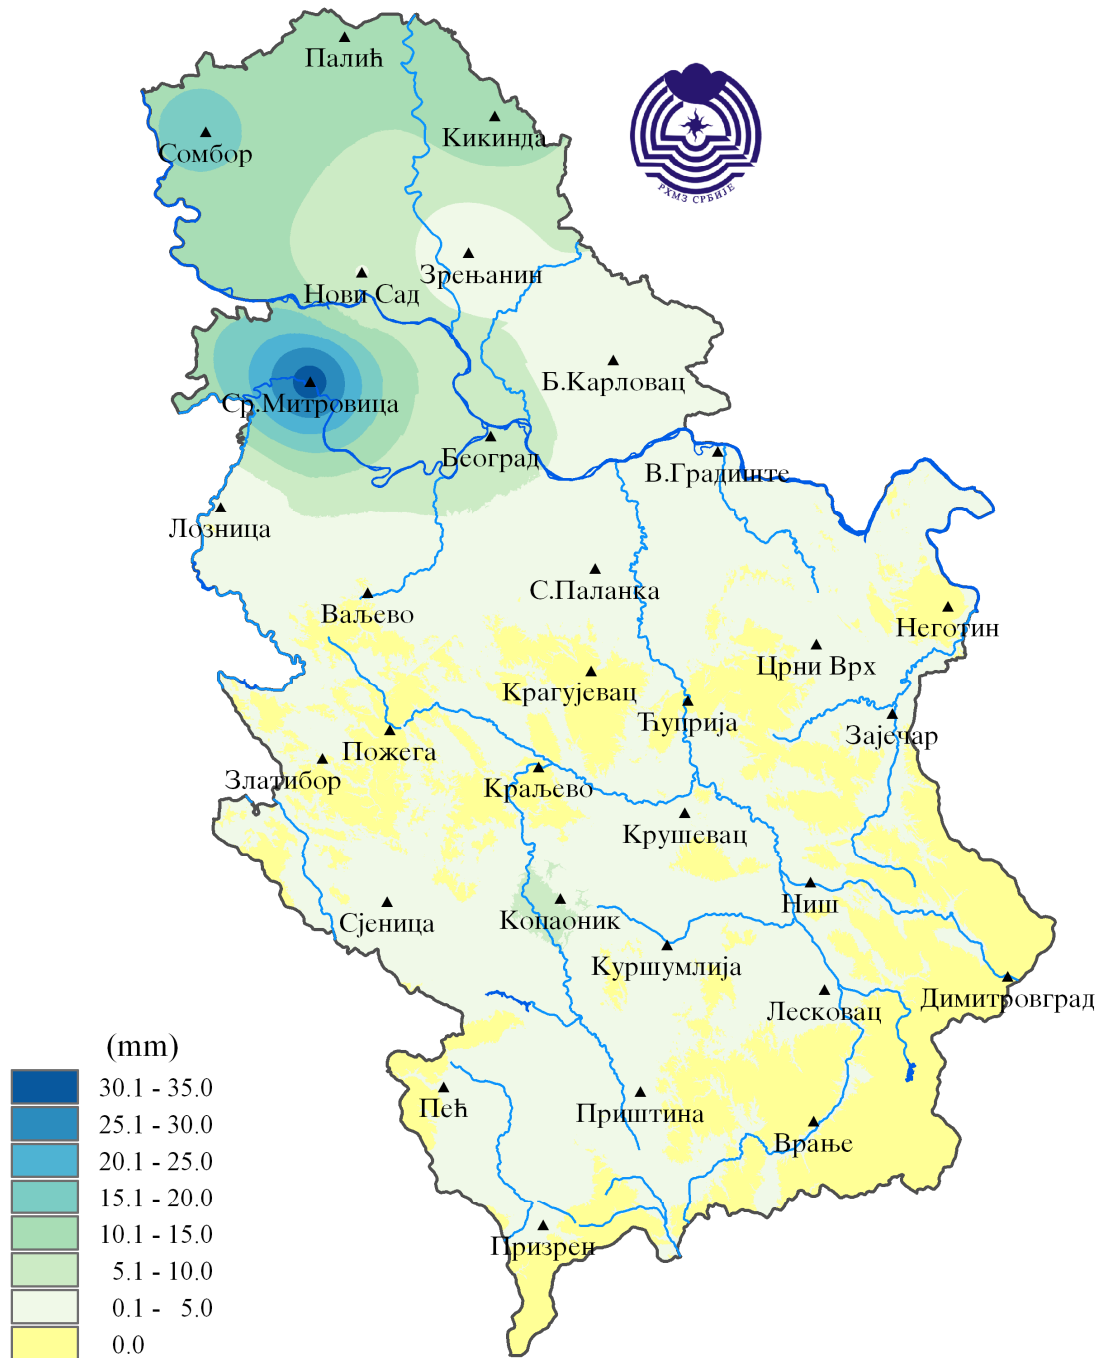 Палић
РХМЗ СРБИЈЕ
Кикинда
Сомбор
Зрењанин
Нови Сад
Б.Карловац
Ср.Митровица
Београд
В.Градиште
Лозница
С.Паланка
Ваљево
Неготин
Црни Врх
Крагујевац
Ћуприја
Зајечар
Пожега
Златибор
Краљево
Крушевац
Ниш
Сјеница
Копаоник
Куршумлија
Димитровград
Лесковац
Пећ
Приштина
Врање
Призрен
(mm)
30.1 - 35.0
25.1 - 30.0
20.1 - 25.0
15.1 - 20.0
10.1 - 15.0
5.1 - 10.0
0.1 - 5.0
0.0